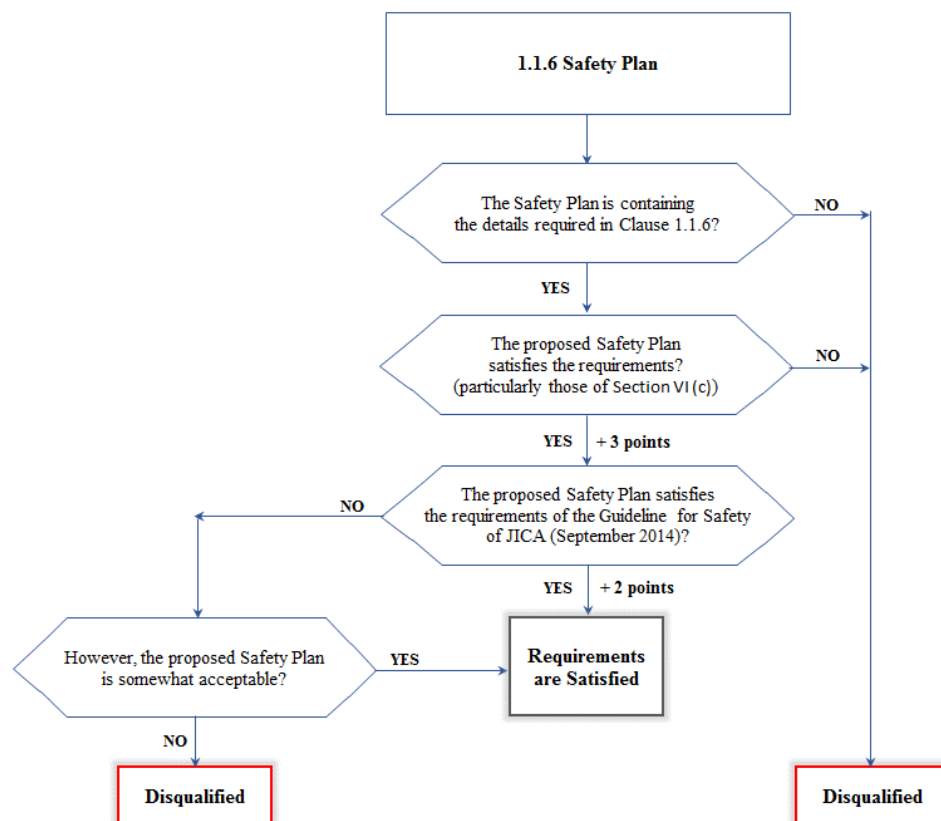 1.1.6 Safety Plan
The Safety Plan is containing
the details required in Clause 1.1.6?
NO
YES
The proposed Safety Plan
satisfies the requirements?
(particularly those of Section VI (c))
NO
YES + 3 points
The proposed Safety Plan satisfies
the requirements of the Guideline for Safety
of JICA (September 2014)?
NO
YES + 2 points
However, the proposed Safety Plan
is somewhat acceptable?
YES
Requirements
are Satisfied
NO
Disqualified
Disqualified